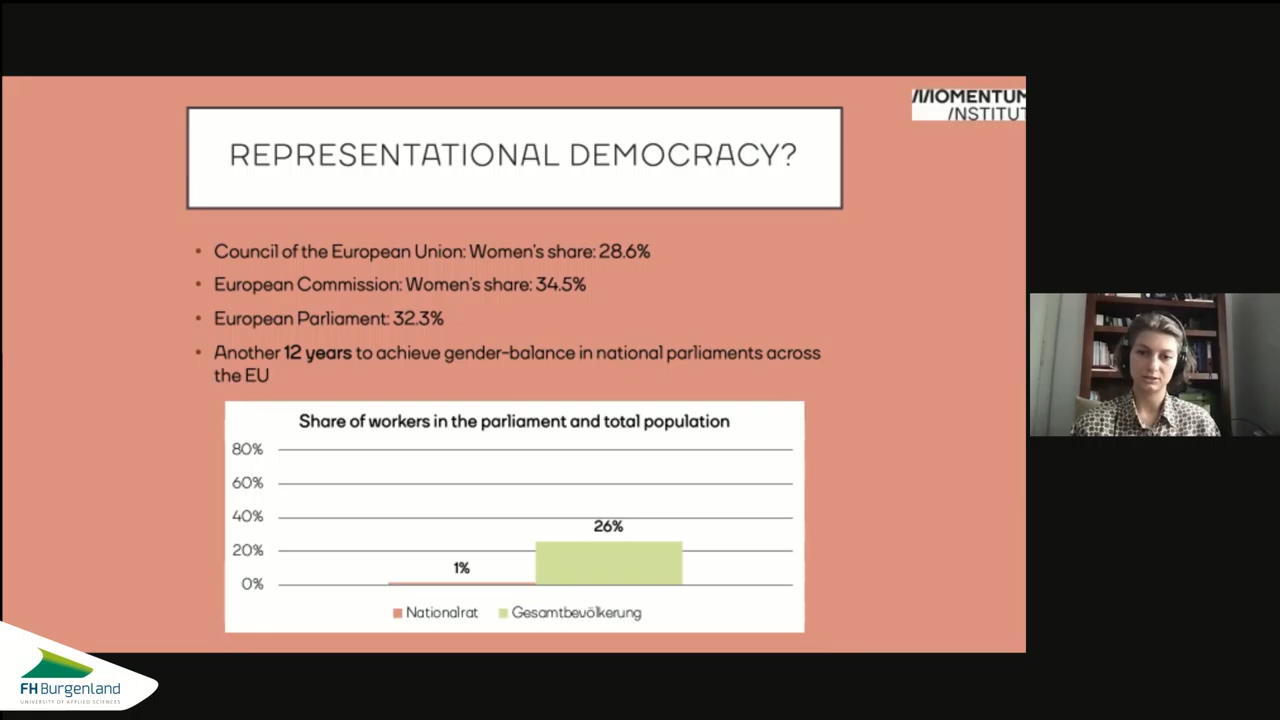 MOMENTUM
INSTITUT
REPRESENTATIONAL DEMOCRACY?
• Council of the European Union: Women's share: 28.6%
• European Commission: Women's share: 34.5%
• European Parliament: 32.3%
• Another 12 years to achieve gender-balance in national parliaments across
the EU
Share of workers in the parliament and total population
80%
60%
40%
26%
20%
1%
0%
Nationalrat Gesamtbevölkerung
FH Burgenland
UNIVERSITY OF APPLIED SCIENCES